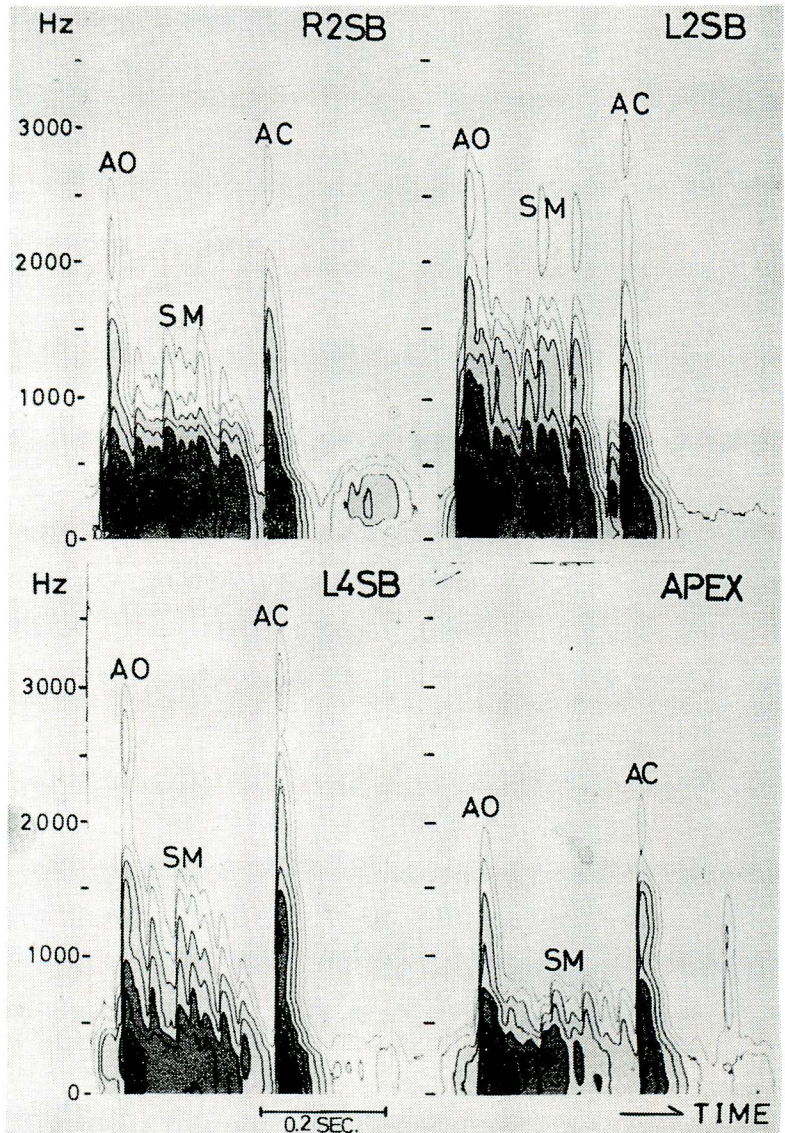 Hz R2SB L2SB
3000- AC AC
AO AO
SM
2000-
SM
1000-
0-
Hz L4SB APEX
AC
3000- AO
AC
2000- AO
SM
1000- SM
0-
0.2 SEC. → TIME